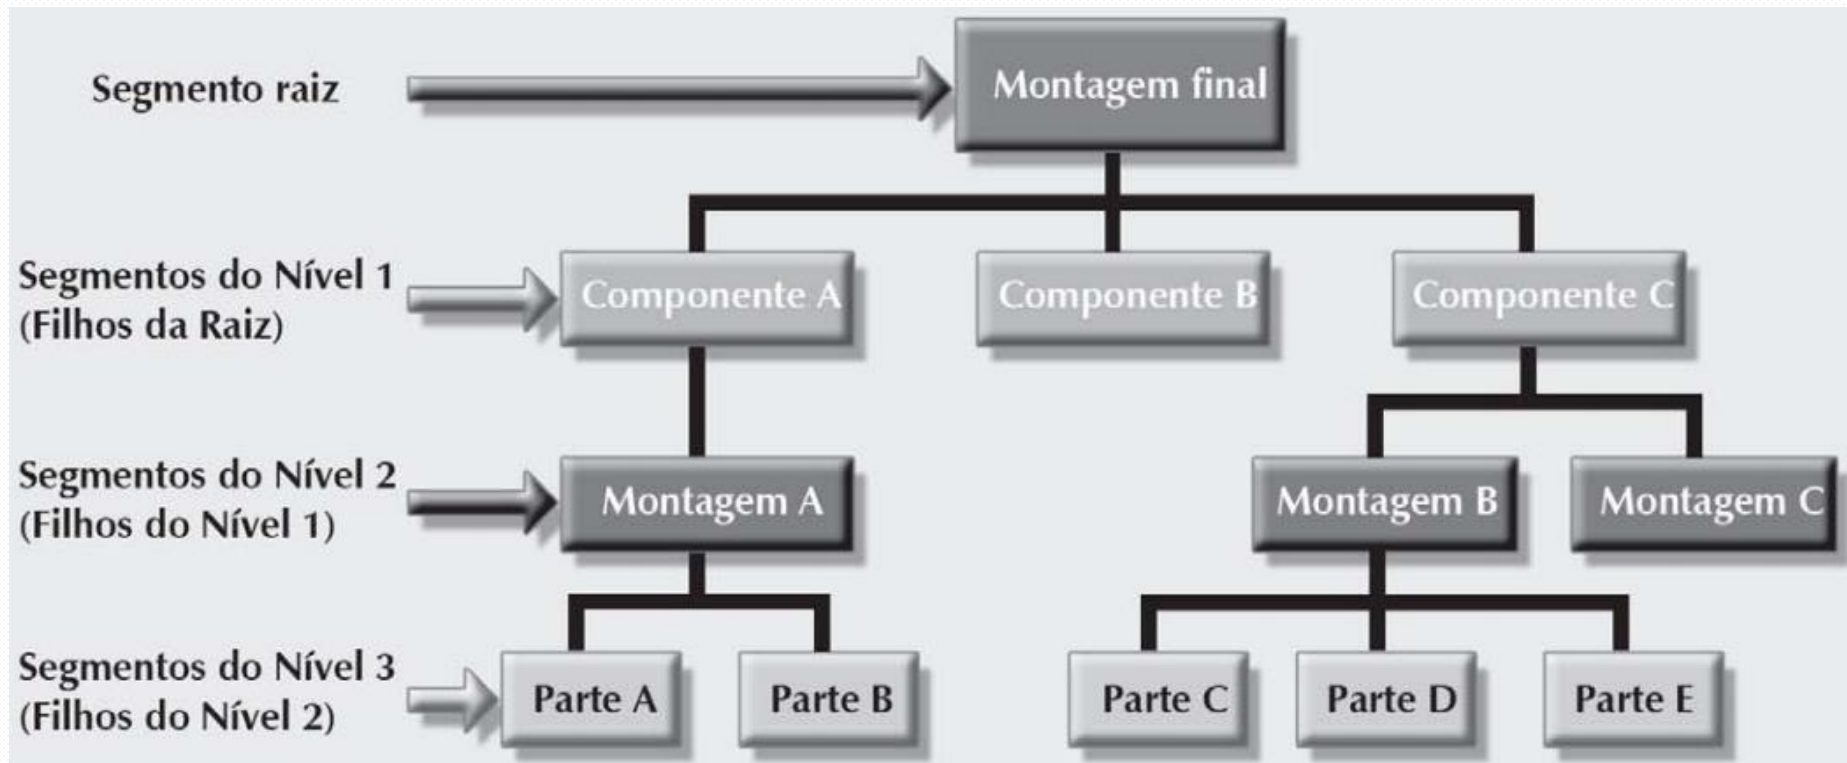 Segmento raiz
Montagem final
Segmentos do Nível 1
(Filhos da Raiz)
Componente A
Componente B
Componente C
Segmentos do Nível 2
(Filhos do Nível 1)
Montagem A
Montagem B
Montagem C
Segmentos do Nível 3
(Filhos do Nível 2)
Parte A
Parte B
Parte C
Parte D
Parte E